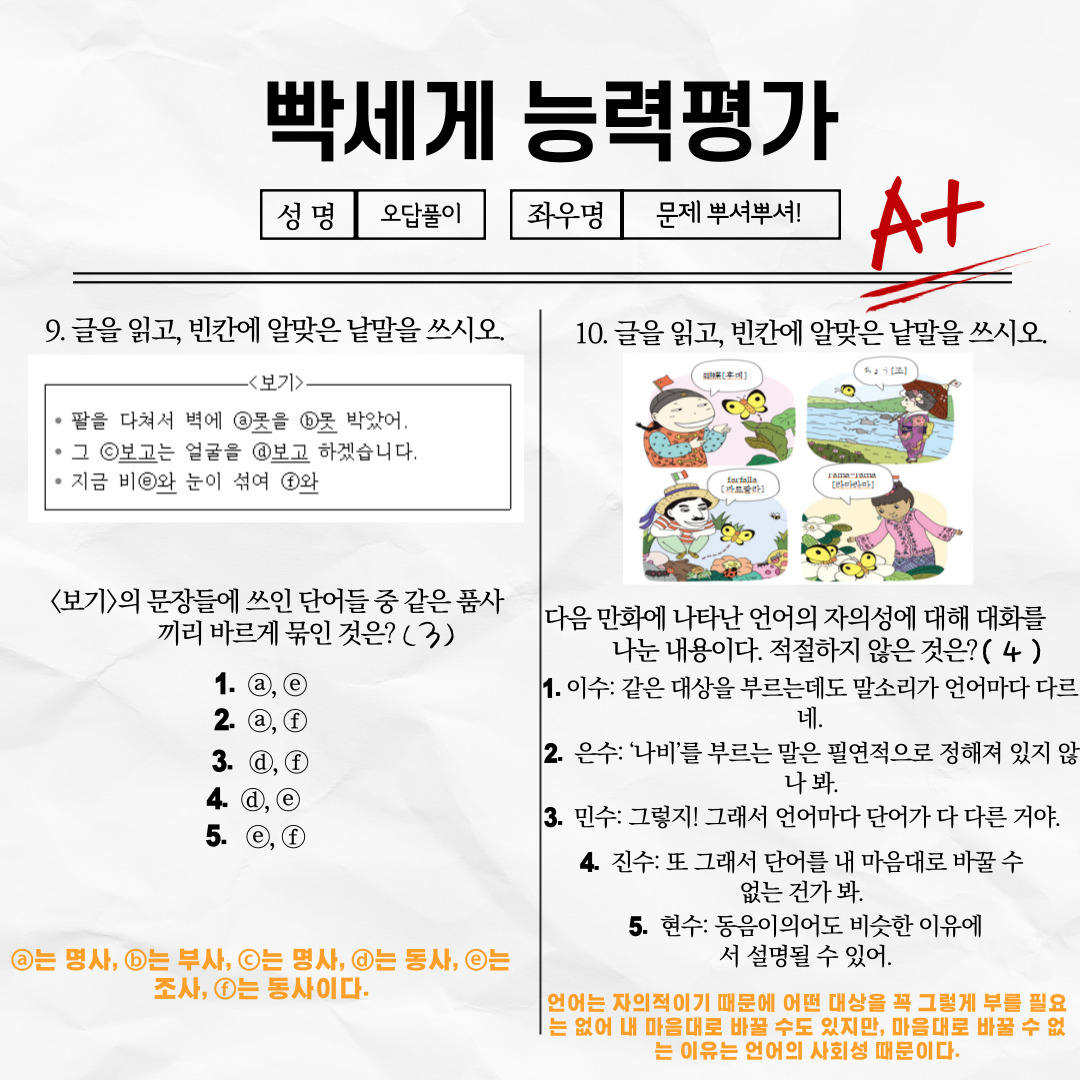 빡세게 능력평가
성 명
오답풀이
좌우명
문제 뿌셔뿌셔!
A+
9. 글을 읽고, 빈칸에 알맞은 낱말을 쓰시오.
<보기>
• 팔을 다쳐서 벽에 ⓐ못을 ⓑ못 박았어.
• 그 ⓒ보고는 얼굴을 ⓓ보고 하겠습니다.
• 지금 비ⓔ와 눈이 섞여 ⓕ와
<보기>의 문장들에 쓰인 단어들 중 같은 품사
끼리 바르게 묶인 것은? ( 3 )
1. ⓐ, ⓔ
2. ⓐ, ⓕ
3. ⓓ, ⓕ
4. ⓓ, ⓔ
5. ⓔ, ⓕ
ⓐ는 명사, ⓑ는 부사, ⓒ는 명사, ⓓ는 동사, ⓔ는
조사, ⓕ는 동사이다.
10. 글을 읽고, 빈칸에 알맞은 낱말을 쓰시오.
ちょう[쵸]
farfalla
[파르팔라]
rama-rama
[라마라마]
다음 만화에 나타난 언어의 자의성에 대해 대화를
나눈 내용이다. 적절하지 않은 것은? ( 4 )
1. 이수: 같은 대상을 부르는데도 말소리가 언어마다 다르
네.
2. 은수: ‘나비’를 부르는 말은 필연적으로 정해져 있지 않
나 봐.
3. 민수: 그렇지! 그래서 언어마다 단어가 다 다른 거야.
4. 진수: 또 그래서 단어를 내 마음대로 바꿀 수
없는 건가 봐.
5. 현수: 동음이의어도 비슷한 이유에
서 설명될 수 있어.
언어는 자의적이기 때문에 어떤 대상을 꼭 그렇게 부를 필요
는 없어 내 마음대로 바꿀 수도 있지만, 마음대로 바꿀 수 없
는 이유는 언어의 사회성 때문이다.